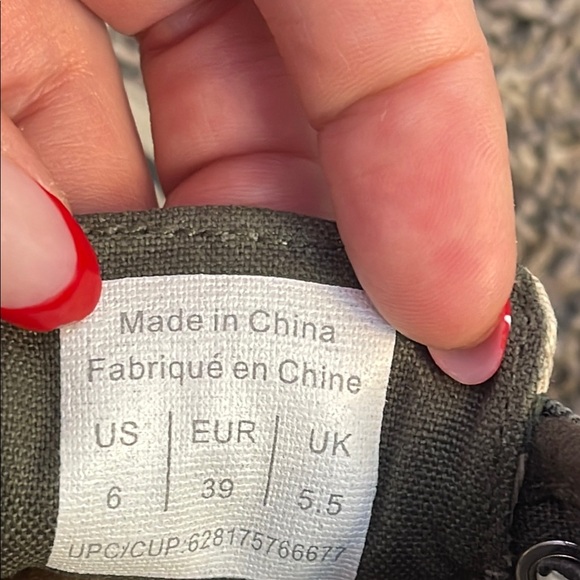 Made in China
Fabriqué en Chine
US | EUR | UK
6 | 39 | 5.5
UPC/CUP:628175766677